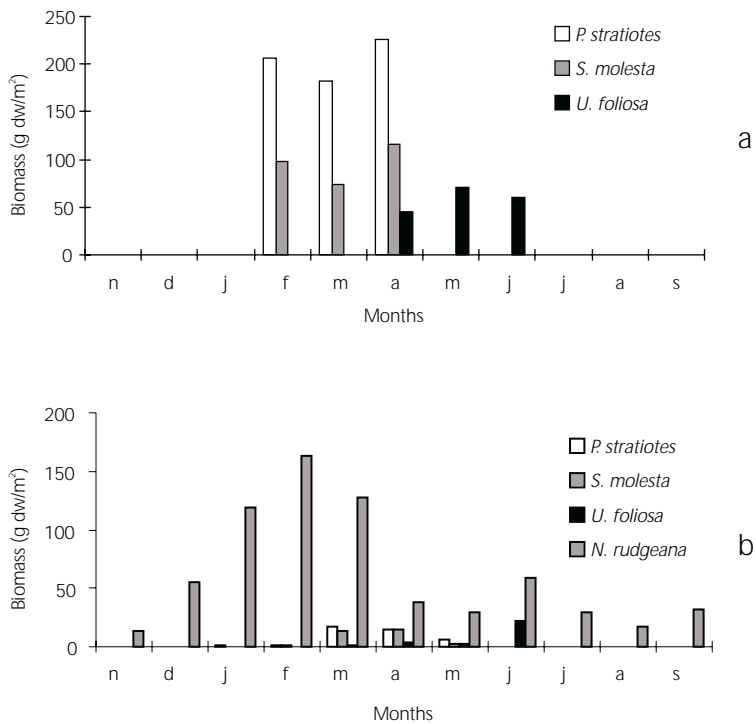 250
200
150
100
50
0
Biomass (g dw/m²)
P. stratiotes
S. molesta
U. foliosa
a
n d j f m a m j j a s
Months
200
150
100
50
0
Biomass (g dw/m²)
P. stratiotes
S. molesta
U. foliosa
N. rudgeana
b
n d j f m a m j j a s
Months